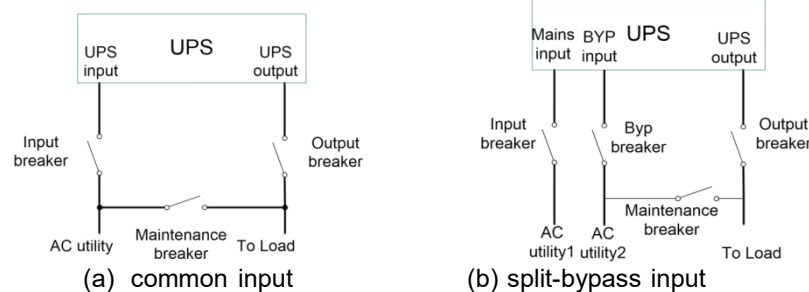 UPS input
UPS
UPS output
Input breaker
Output breaker
Maintenance breaker
AC utility
To Load
(a) common input
Mains input
BYP input
UPS
UPS output
Input breaker
Byp breaker
Output breaker
Maintenance breaker
AC utility1
AC utility2
To Load
(b) split-bypass input